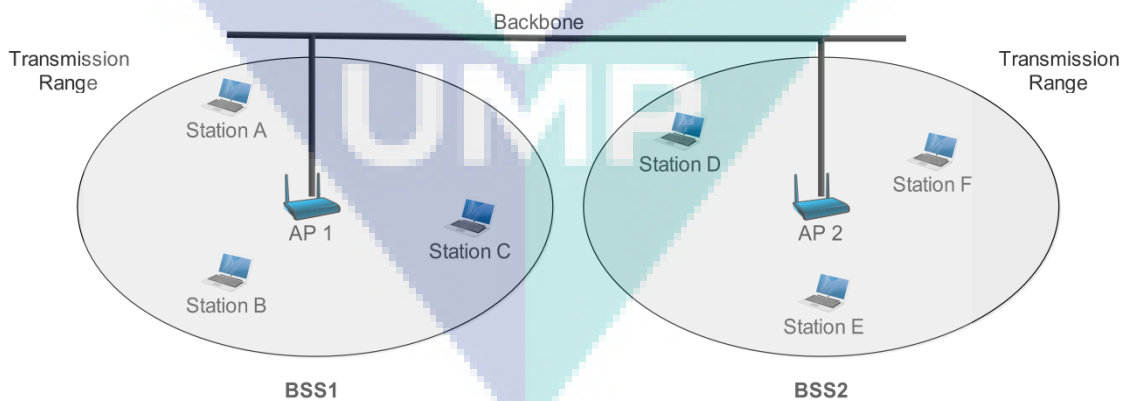 Backbone
Transmission
Range
Transmission
Range
UMP
Station A
Station D
Station F
AP 1
Station C
AP 2
Station B
Station E
BSS1
BSS2